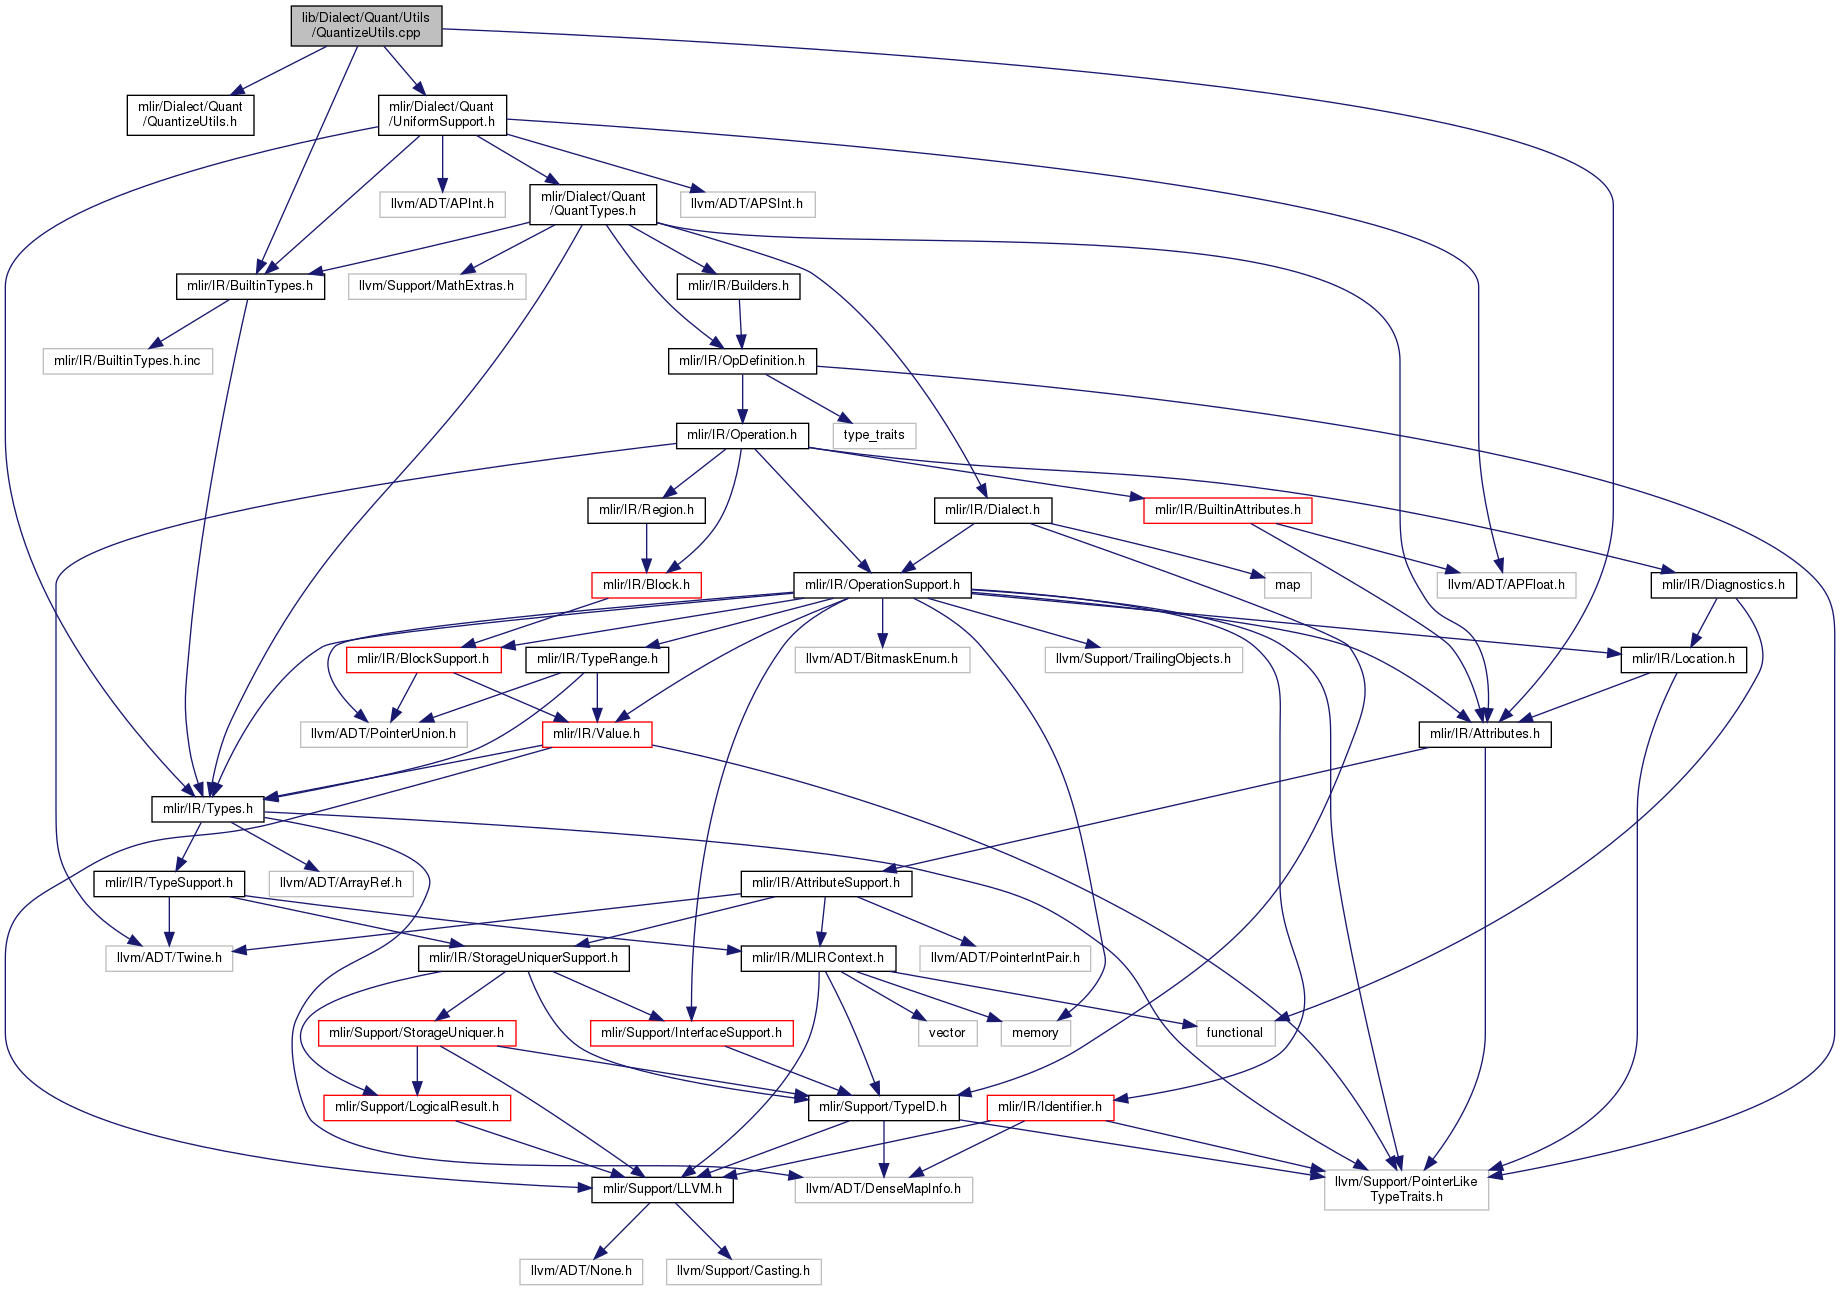 lib/Dialect/Quant/Utils
/QuantizeUtils.cpp
mlir/Dialect/Quant
/QuantizeUtils.h
mlir/Dialect/Quant
/UniformSupport.h
llvm/ADT/APInt.h
mlir/Dialect/Quant
/QuantTypes.h
llvm/ADT/APSInt.h
mlir/IR/BuiltinTypes.h
llvm/Support/MathExtras.h
mlir/IR/Builders.h
mlir/IR/BuiltinTypes.h.inc
mlir/IR/OpDefinition.h
mlir/IR/Operation.h
type_traits
mlir/IR/Region.h
mlir/IR/Dialect.h
mlir/IR/BuiltinAttributes.h
mlir/IR/Block.h
mlir/IR/OperationSupport.h
map
llvm/ADT/APFloat.h
mlir/IR/Diagnostics.h
mlir/IR/BlockSupport.h
mlir/IR/TypeRange.h
llvm/ADT/BitmaskEnum.h
llvm/Support/TrailingObjects.h
mlir/IR/Location.h
llvm/ADT/PointerUnion.h
mlir/IR/Value.h
mlir/IR/Attributes.h
mlir/IR/Types.h
mlir/IR/TypeSupport.h
llvm/ADT/ArrayRef.h
mlir/IR/AttributeSupport.h
llvm/ADT/Twine.h
mlir/IR/StorageUniquerSupport.h
mlir/IR/MLIRContext.h
llvm/ADT/PointerIntPair.h
mlir/Support/StorageUniquer.h
mlir/Support/InterfaceSupport.h
vector
memory
functional
mlir/Support/LogicalResult.h
mlir/Support/TypeID.h
mlir/IR/Identifier.h
mlir/Support/LLVM.h
llvm/ADT/DenseMapInfo.h
llvm/Support/PointerLike
TypeTraits.h
llvm/ADT/None.h
llvm/Support/Casting.h